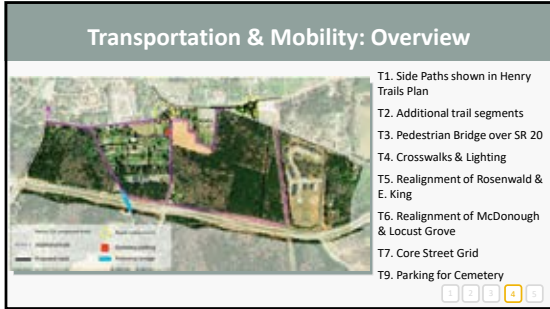 Transportation & Mobility: Overview
T1. Side Paths shown in Henry
Trails Plan
T2. Additional trail segments
T3. Pedestrian Bridge over SR 20
T4. Crosswalks & Lighting
T5. Realignment of Rosenwald &
E. King
T6. Realignment of McDonough
& Locust Grove
T7. Core Street Grid
T9. Parking for Cemetery
1 2 3 4 5